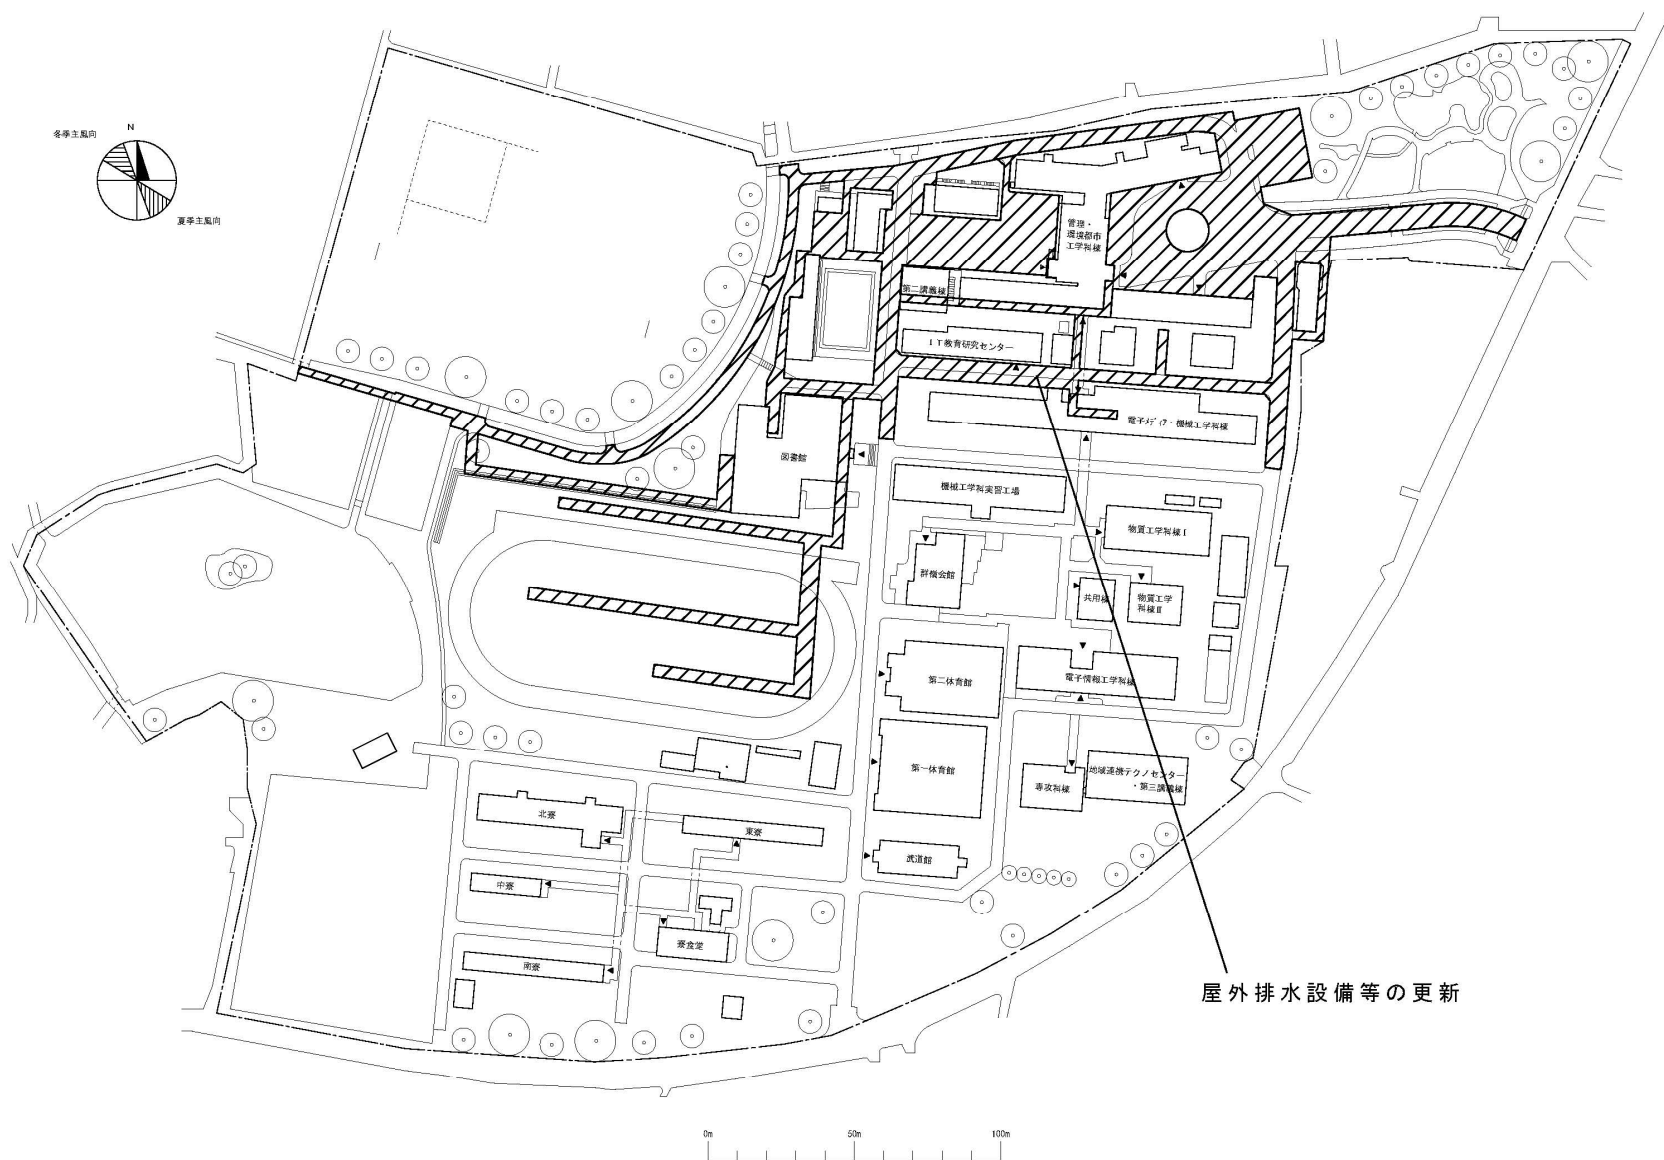 冬季主風向
N
夏季主風向
管理・
環境都市
工学科棟
第二講義棟
IT教育研究センター
電子メディア・機械工学科棟
図書館
機械工学科実習工場
物質工学科棟Ⅰ
群嶺会館
共用棟
物質工学
科棟Ⅱ
第二体育館
電子情報工学科棟
第一体育館
専攻科棟
地域連携テクノセンター
・第三講義棟
北寮
東寮
武道館
中寮
寮食堂
南寮
屋外排水設備等の更新
0m
50m
100m